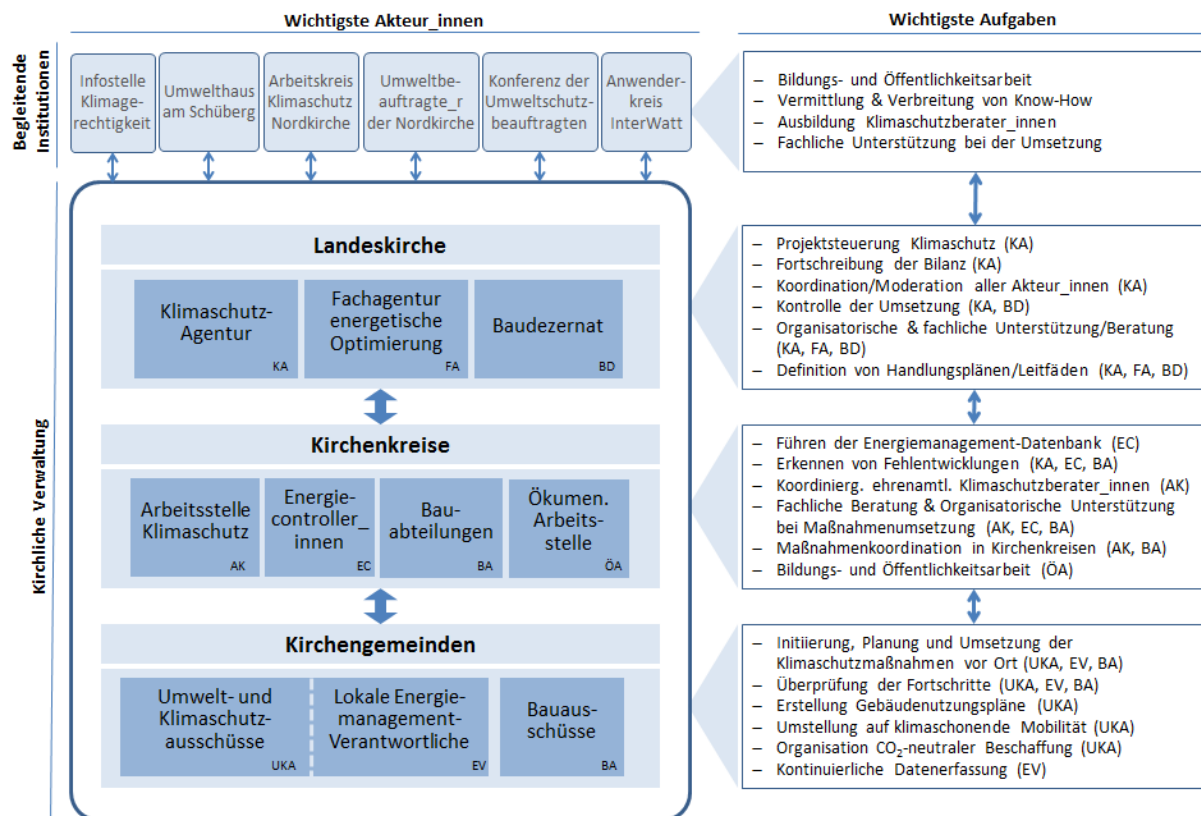 Wichtigste Akteur_innen
Wichtigste Aufgaben
Begleitende
Institutionen
Infostelle
Klimage-
rechtigkeit
Umwelthaus
am Schüberg
Arbeitskreis
Klimaschutz
Nordkirche
Umweltbe-
auftragte_r
der Nordkirche
Konferenz der
Umweltschutz-
beauftragten
Anwender-
kreis
InterWatt
– Bildungs- und Öffentlichkeitsarbeit
– Vermittlung & Verbreitung von Know-How
– Ausbildung Klimaschutzberater_innen
– Fachliche Unterstützung bei der Umsetzung
Kirchliche Verwaltung
Landeskirche
Klimaschutz-
Agentur
KA
Fachagentur
energetische
Optimierung
FA
Baudezernat
BD
– Projektsteuerung Klimaschutz (KA)
– Fortschreibung der Bilanz (KA)
– Koordination/Moderation aller Akteur_innen (KA)
– Kontrolle der Umsetzung (KA, BD)
– Organisatorische & fachliche Unterstützung/Beratung
(KA, FA, BD)
– Definition von Handlungsplänen/Leitfäden (KA, FA, BD)
Kirchenkreise
Arbeitsstelle
Klimaschutz
AK
Energie-
controller_
innen
EC
Bau-
abteilungen
BA
Ökumen.
Arbeits-
stelle
ÖA
– Führen der Energiemanagement-Datenbank (EC)
– Erkennen von Fehlentwicklungen (KA, EC, BA)
– Koordinierg. ehrenamtl. Klimaschutzberater_innen (AK)
– Fachliche Beratung & Organisatorische Unterstützung
bei Maßnahmenumsetzung (AK, EC, BA)
– Maßnahmenkoordination in Kirchenkreisen (AK, BA)
– Bildungs- und Öffentlichkeitsarbeit (ÖA)
Kirchengemeinden
Umwelt- und
Klimaschutz-
ausschüsse
UKA
Lokale Energie-
management-
Verantwortliche
EV
Bauaus-
schüsse
BA
– Initiierung, Planung und Umsetzung der
Klimaschutzmaßnahmen vor Ort (UKA, EV, BA)
– Überprüfung der Fortschritte (UKA, EV, BA)
– Erstellung Gebäudenutzungspläne (UKA)
– Umstellung auf klimaschonende Mobilität (UKA)
– Organisation CO₂-neutraler Beschaffung (UKA)
– Kontinuierliche Datenerfassung (EV)